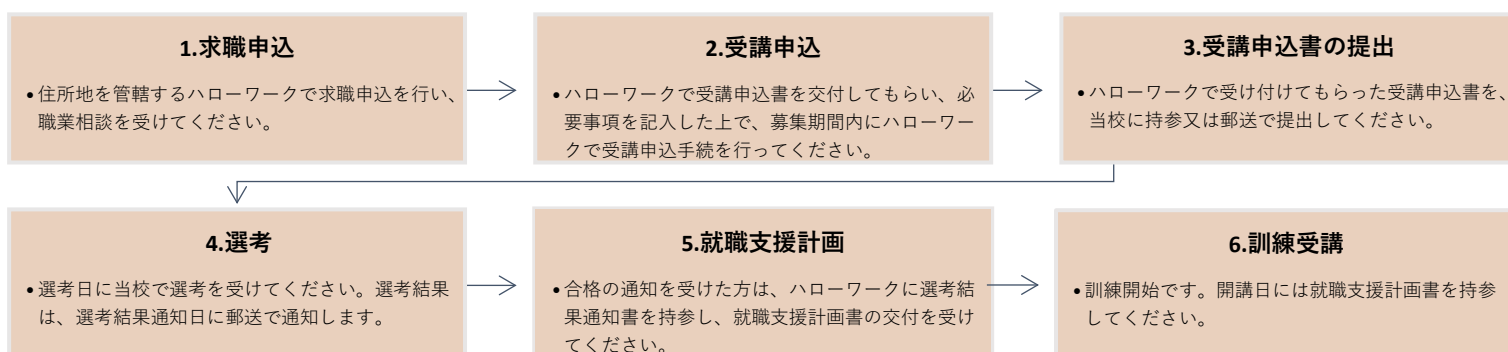 1.求職申込
•住所地を管轄するハローワークで求職申込を行い、
職業相談を受けてください。
2.受講申込
•ハローワークで受講申込書を交付してもらい、必
要事項を記入した上で、募集期間内にハローワー
クで受講申込手続を行ってください。
3.受講申込書の提出
•ハローワークで受け付けてもらった受講申込書を、
当校に持参又は郵送で提出してください。
4.選考
•選考日に当校で選考を受けてください。選考結果
は、選考結果通知日に郵送で通知します。
5.就職支援計画
•合格の通知を受けた方は、ハローワークに選考結
果通知書を持参し、就職支援計画書の交付を受け
てください。
6.訓練受講
•訓練開始です。開講日には就職支援計画書を持参
してください。